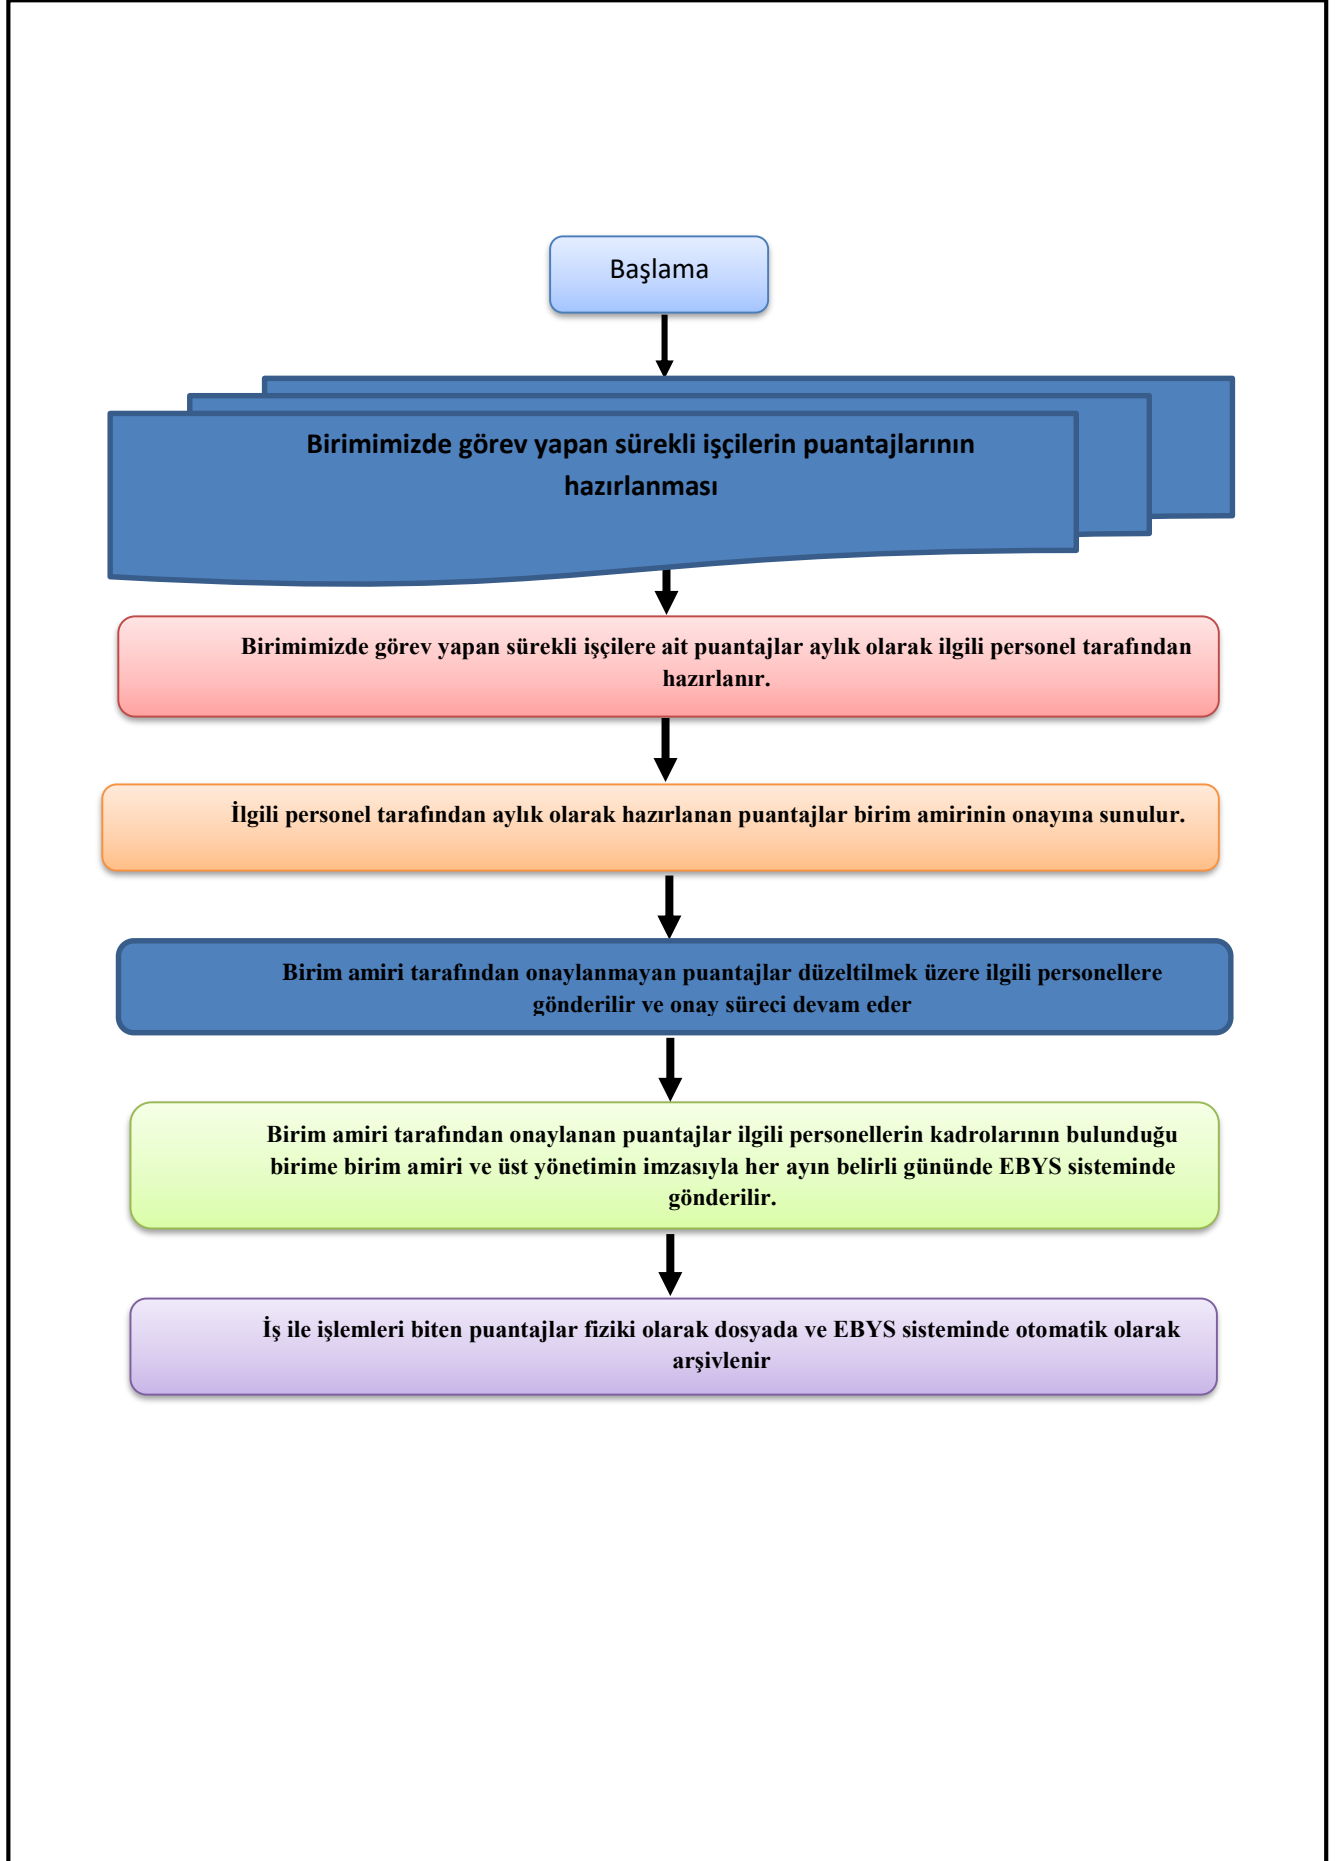 Başlama
Birimimizde görev yapan sürekli işçilerin puantajlarının
hazırlanması
Birimimizde görev yapan sürekli işçilere ait puantajlar aylık olarak ilgili personel tarafından
hazırlanır.
İlgili personel tarafından aylık olarak hazırlanan puantajlar birim amirinin onayına sunulur.
Birim amiri tarafından onaylanmayan puantajlar düzeltilmek üzere ilgili personellere
gönderilir ve onay süreci devam eder
Birim amiri tarafından onaylanan puantajlar ilgili personellerin kadrolarının bulunduğu
birime birim amiri ve üst yönetimin imzasıyla her ayın belirli gününde EBYS sisteminde
gönderilir.
İş ile işlemleri biten puantajlar fiziki olarak dosyada ve EBYS sisteminde otomatik olarak
arşivlenir